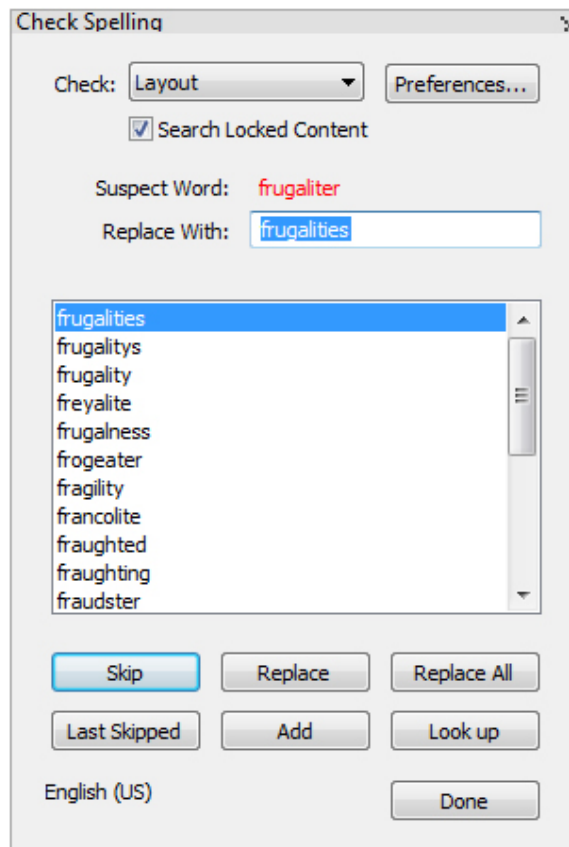 Check Spelling
Check: Layout Preferences...
Search Locked Content
Suspect Word: frugaliter
Replace With: frugalities
frugalities
frugalitys
frugality
freyalite
frugalness
frogeater
fragility
francolite
fraughted
fraughting
fraudster
Skip Replace Replace All
Last Skipped Add Look up
English (US) Done